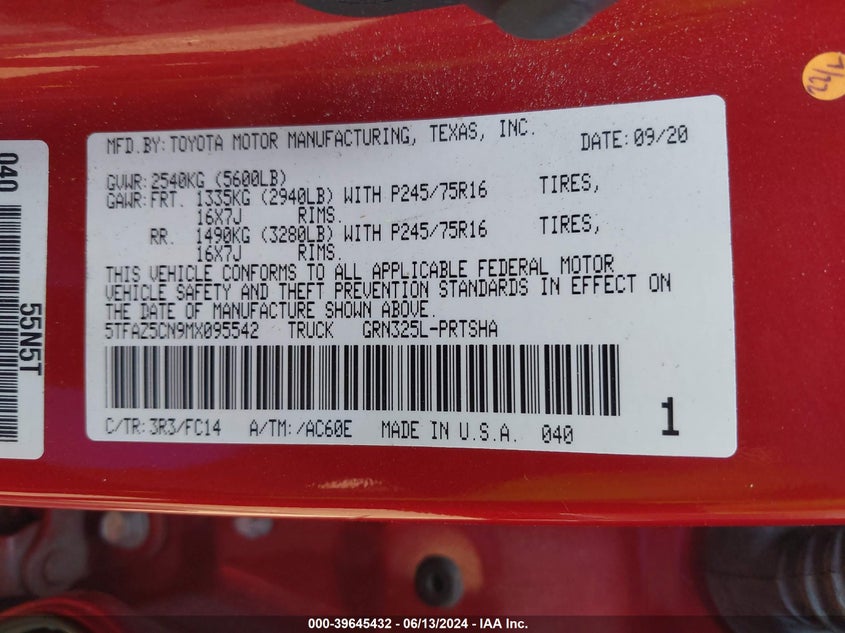 MFD.BY:TOYOTA MOTOR MANUFACTURING, TEXAS, INC. DATE:09/20
GVWR:2540KG (5600LB)
GAWR:FRT. 1335KG (2940LB) WITH P245/75R16 TIRES,
16X7J RIMS.
RR. 1490KG (3280LB) WITH P245/75R16 TIRES,
16X7J RIMS.
THIS VEHICLE CONFORMS TO ALL APPLICABLE FEDERAL MOTOR
VEHICLE SAFETY AND THEFT PREVENTION STANDARDS IN EFFECT ON
THE DATE OF MANUFACTURE SHOWN ABOVE.
5TFAZ5CN9MX095542 TRUCK GRN325L-PRTSHA
C/TR:3R3/FC14 A/TM:/AC60E MADE IN U.S.A. 040 1
040
55N5T
7/22
000-39645432 - 06/13/2024 - IAA Inc.